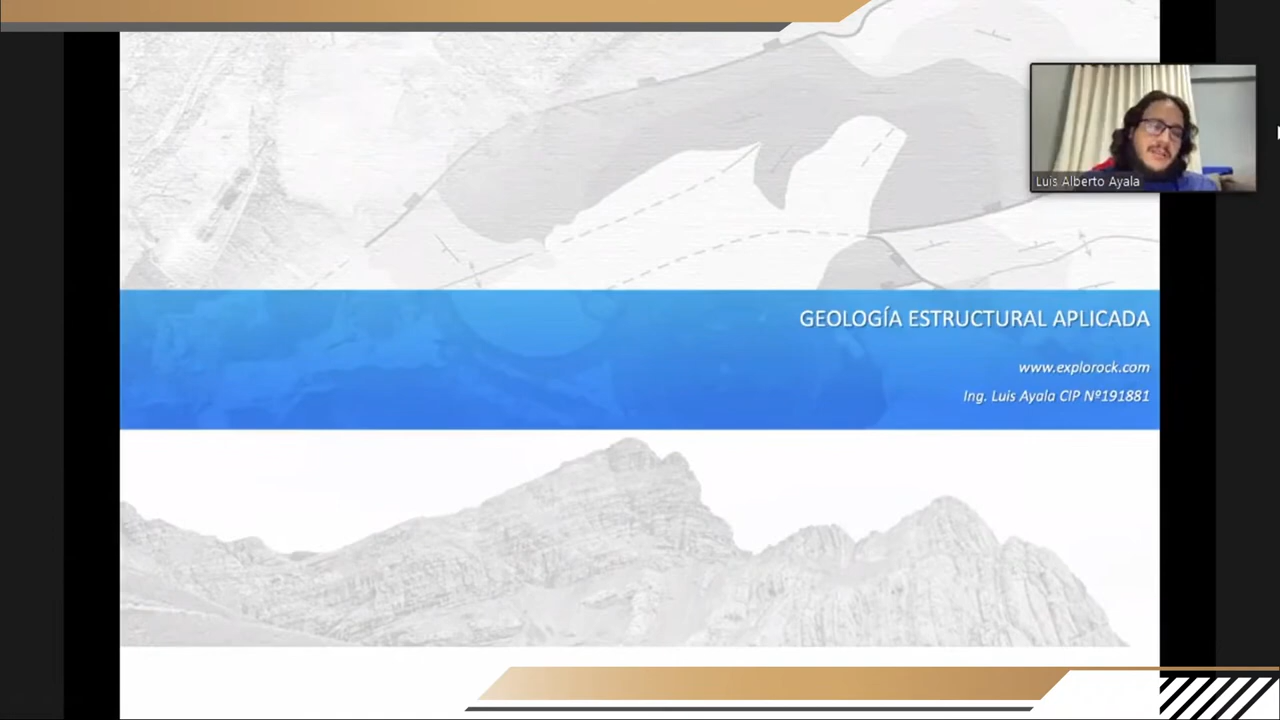 Luis Alberto Ayala
GEOLOGÍA ESTRUCTURAL APLICADA
www.explorock.com
Ing. Luis Ayala CIP Nº191881